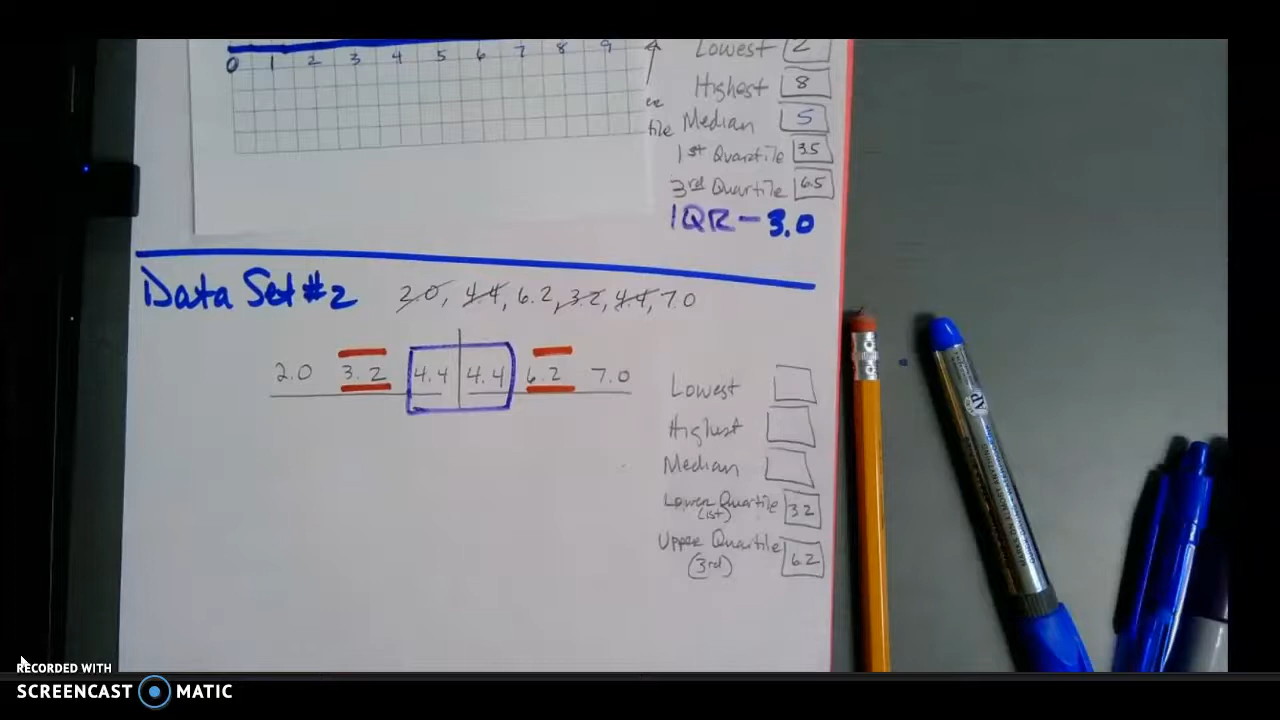 0 1 2 3 4 5 6 7 8 9
Lowest 2
Highest 8
Median 5
1st Quartile 3.5
3rd Quartile 6.5
IQR - 3.0
Data Set #2 2.0, 4.4, 6.2, 3.2, 4.4, 7.0
2.0 3.2 4.4 4.4 6.2 7.0
Lowest
Highest
Median
Lower Quartile 3.2
(1st)
Upper Quartile 6.2
(3rd)
RECORDED WITH
SCREENCAST MATIC